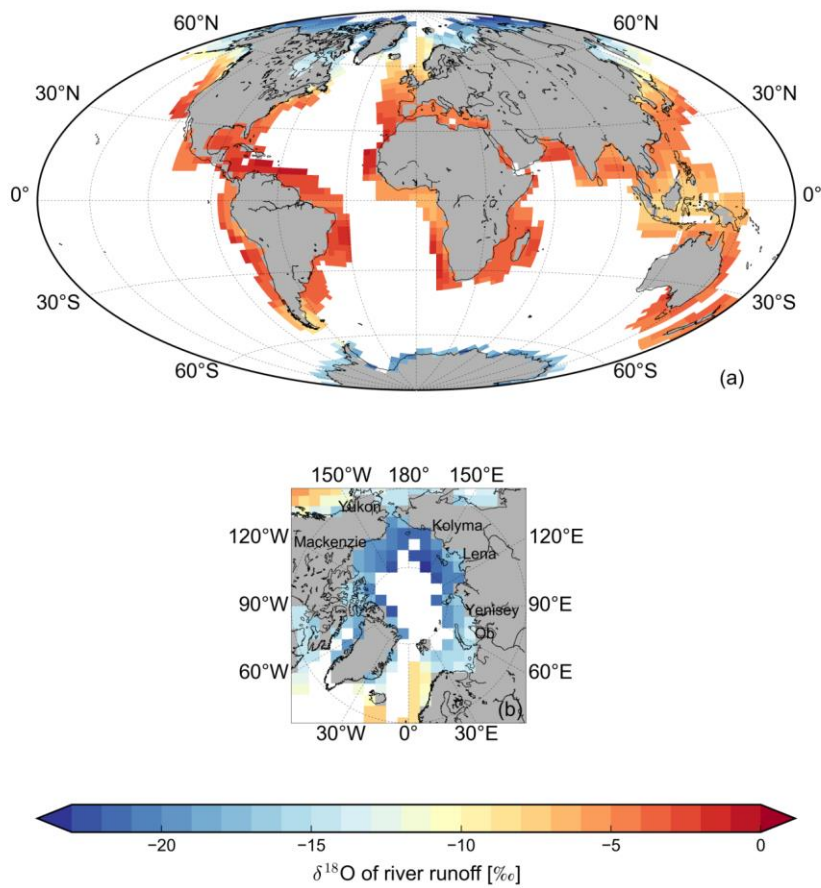 60°N 60°N
30°N 30°N
0° 0°
30°S 30°S
60°S 60°S
(a)
150°W 180° 150°E
Yukon
Kolyma
120°W Mackenzie Lena 120°E
90°W Yenisey 90°E
Ob
60°W 60°E
(b)
30°W 0° 30°E
−20 −15 −10 −5 0
δ¹⁸O of river runoff [‰]